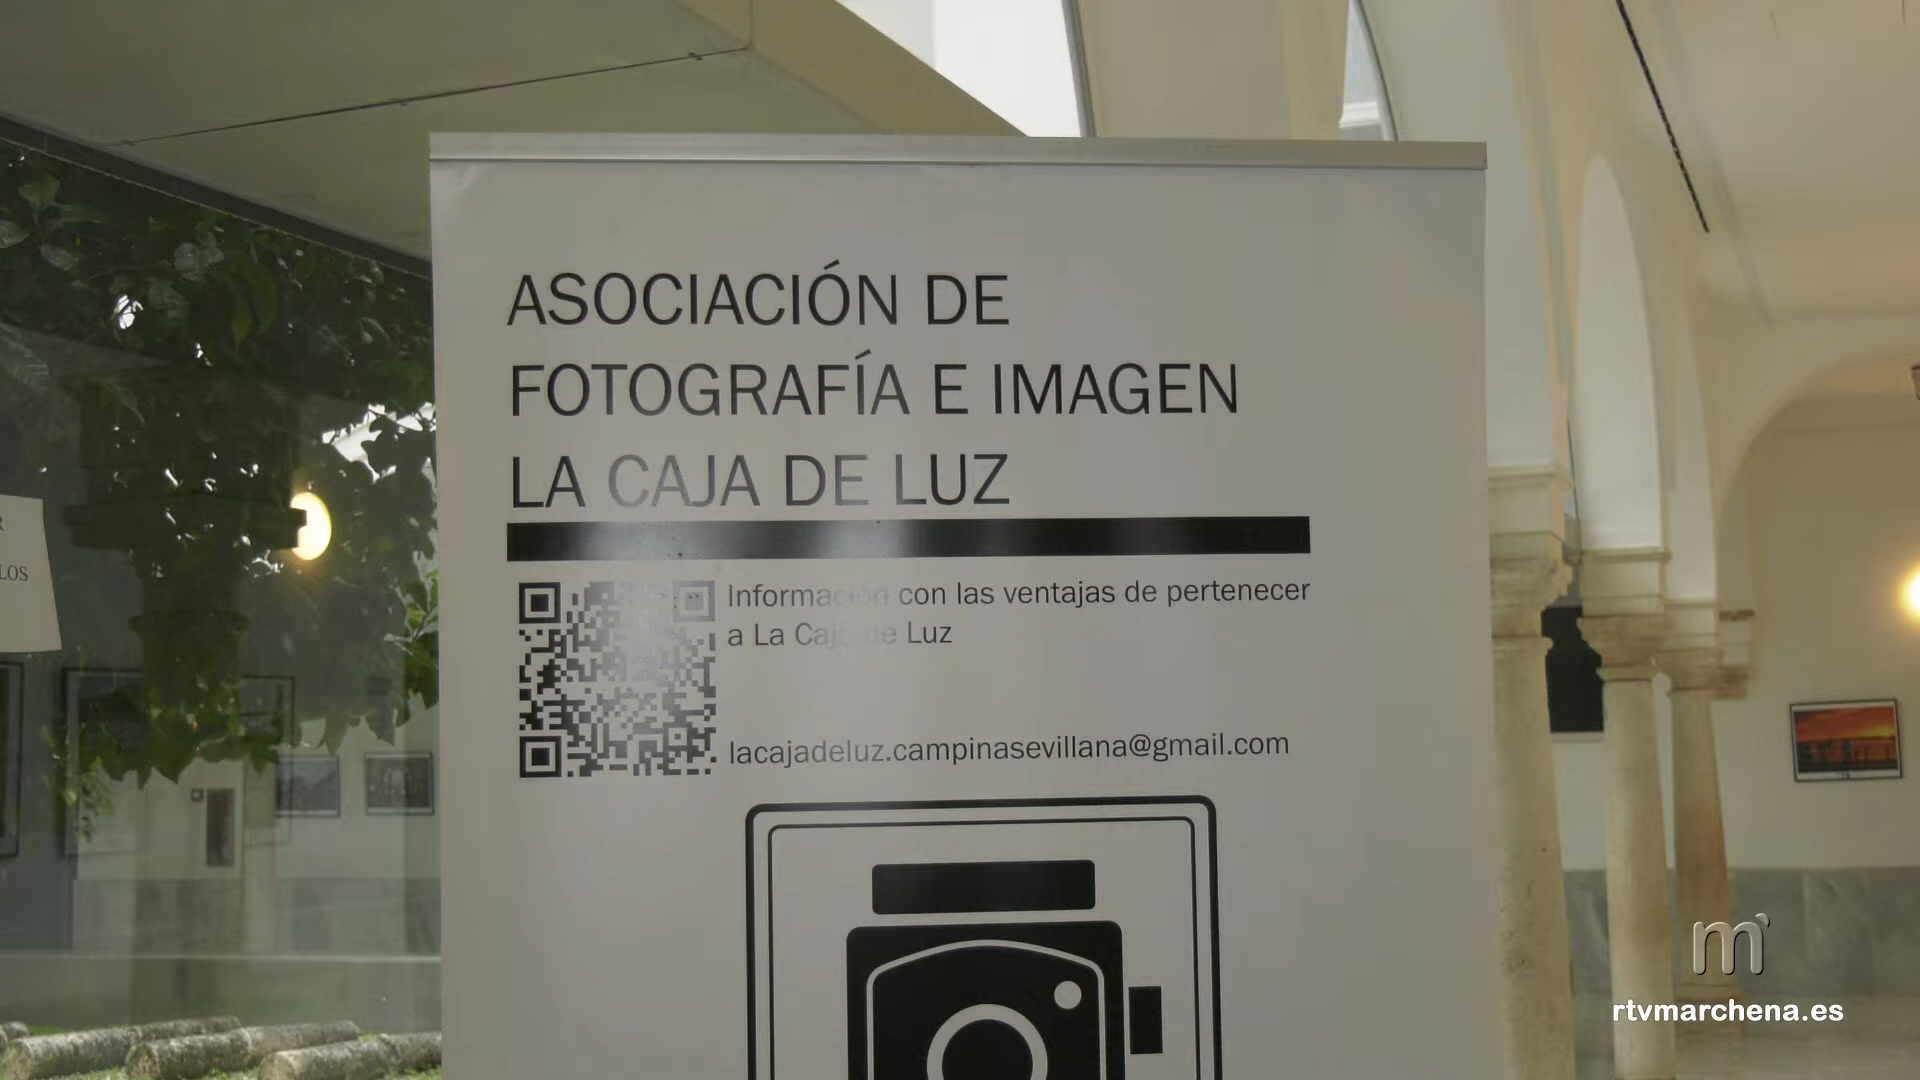 ASOCIACIÓN DE
FOTOGRAFÍA E IMAGEN
LA CAJA DE LUZ
Información con las ventajas de pertenecer
a La Caja de Luz
lacajadeluz.campinasevillana@gmail.com
LOS
m
rtvmarchena.es